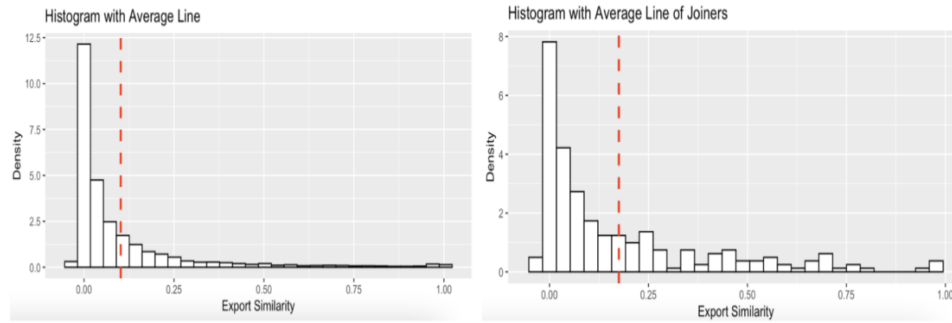 Histogram with Average Line
12.5
10.0
7.5
5.0
2.5
0.0
Density
0.00 0.25 0.50 0.75 1.00
Export Similarity
Histogram with Average Line of Joiners
8
6
4
2
0
Density
0.00 0.25 0.50 0.75 1.00
Export Similarity